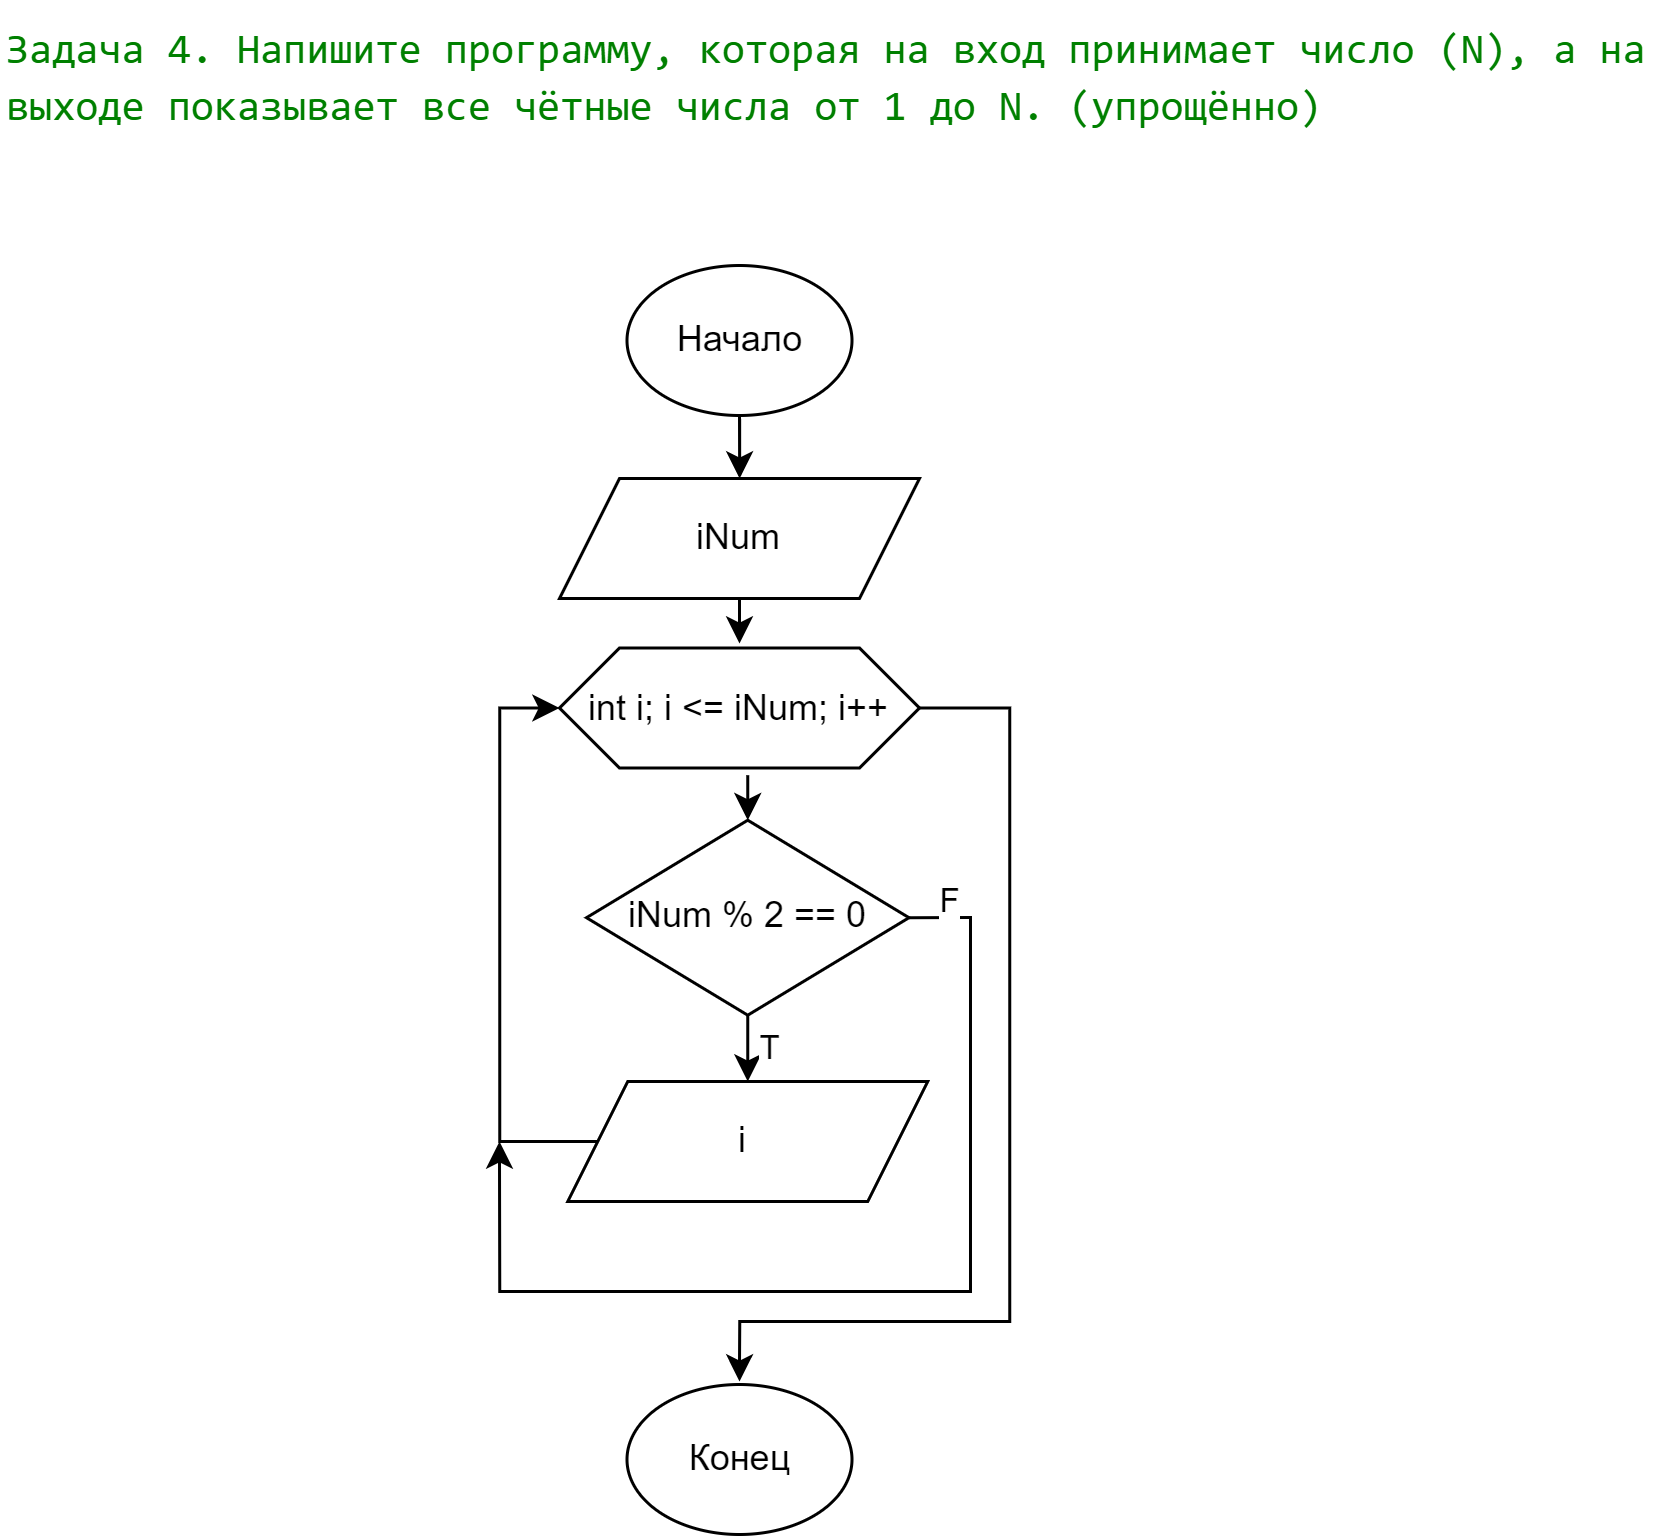 Задача 4. Напишите программу, которая на вход принимает число (N), а на
выходе показывает все чётные числа от 1 до N. (упрощённо)
Начало
iNum
int i; i <= iNum; i++
iNum % 2 == 0
F
T
i
Конец